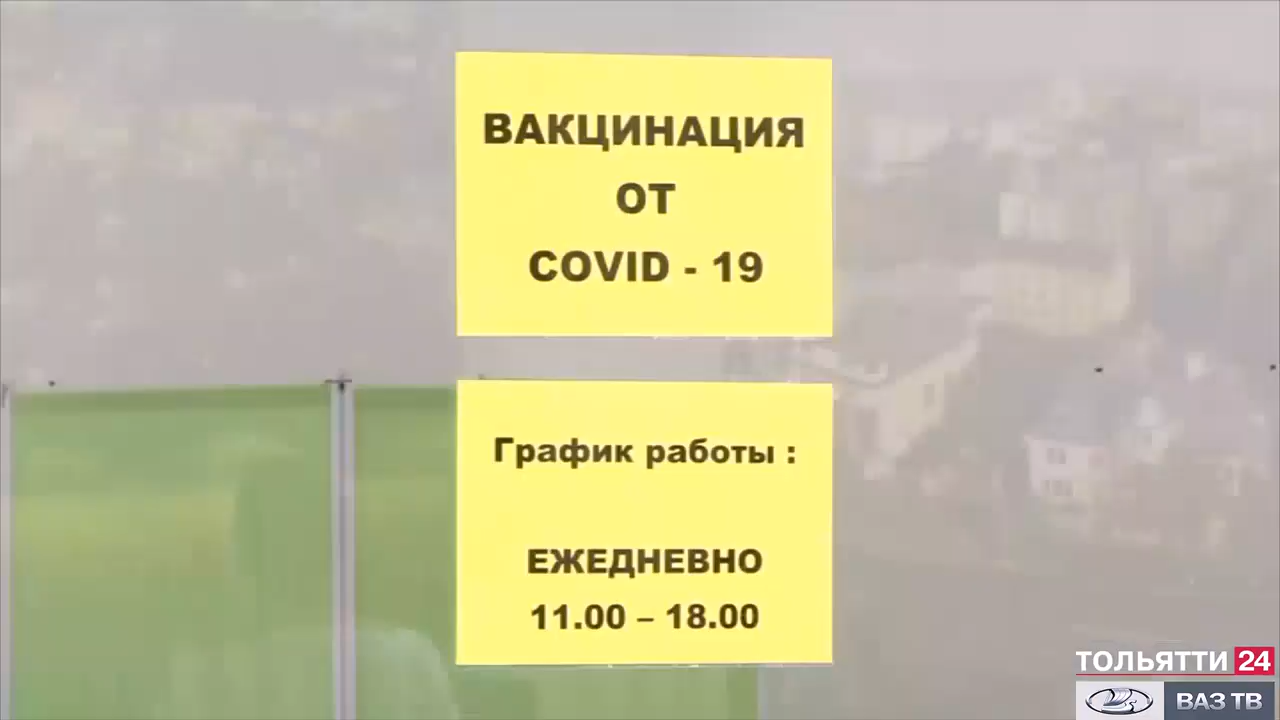 ВАКЦИНАЦИЯ
ОТ
COVID - 19
График работы :
ЕЖЕДНЕВНО
11.00 – 18.00
ТОЛЬЯТТИ 24
ВАЗ ТВ